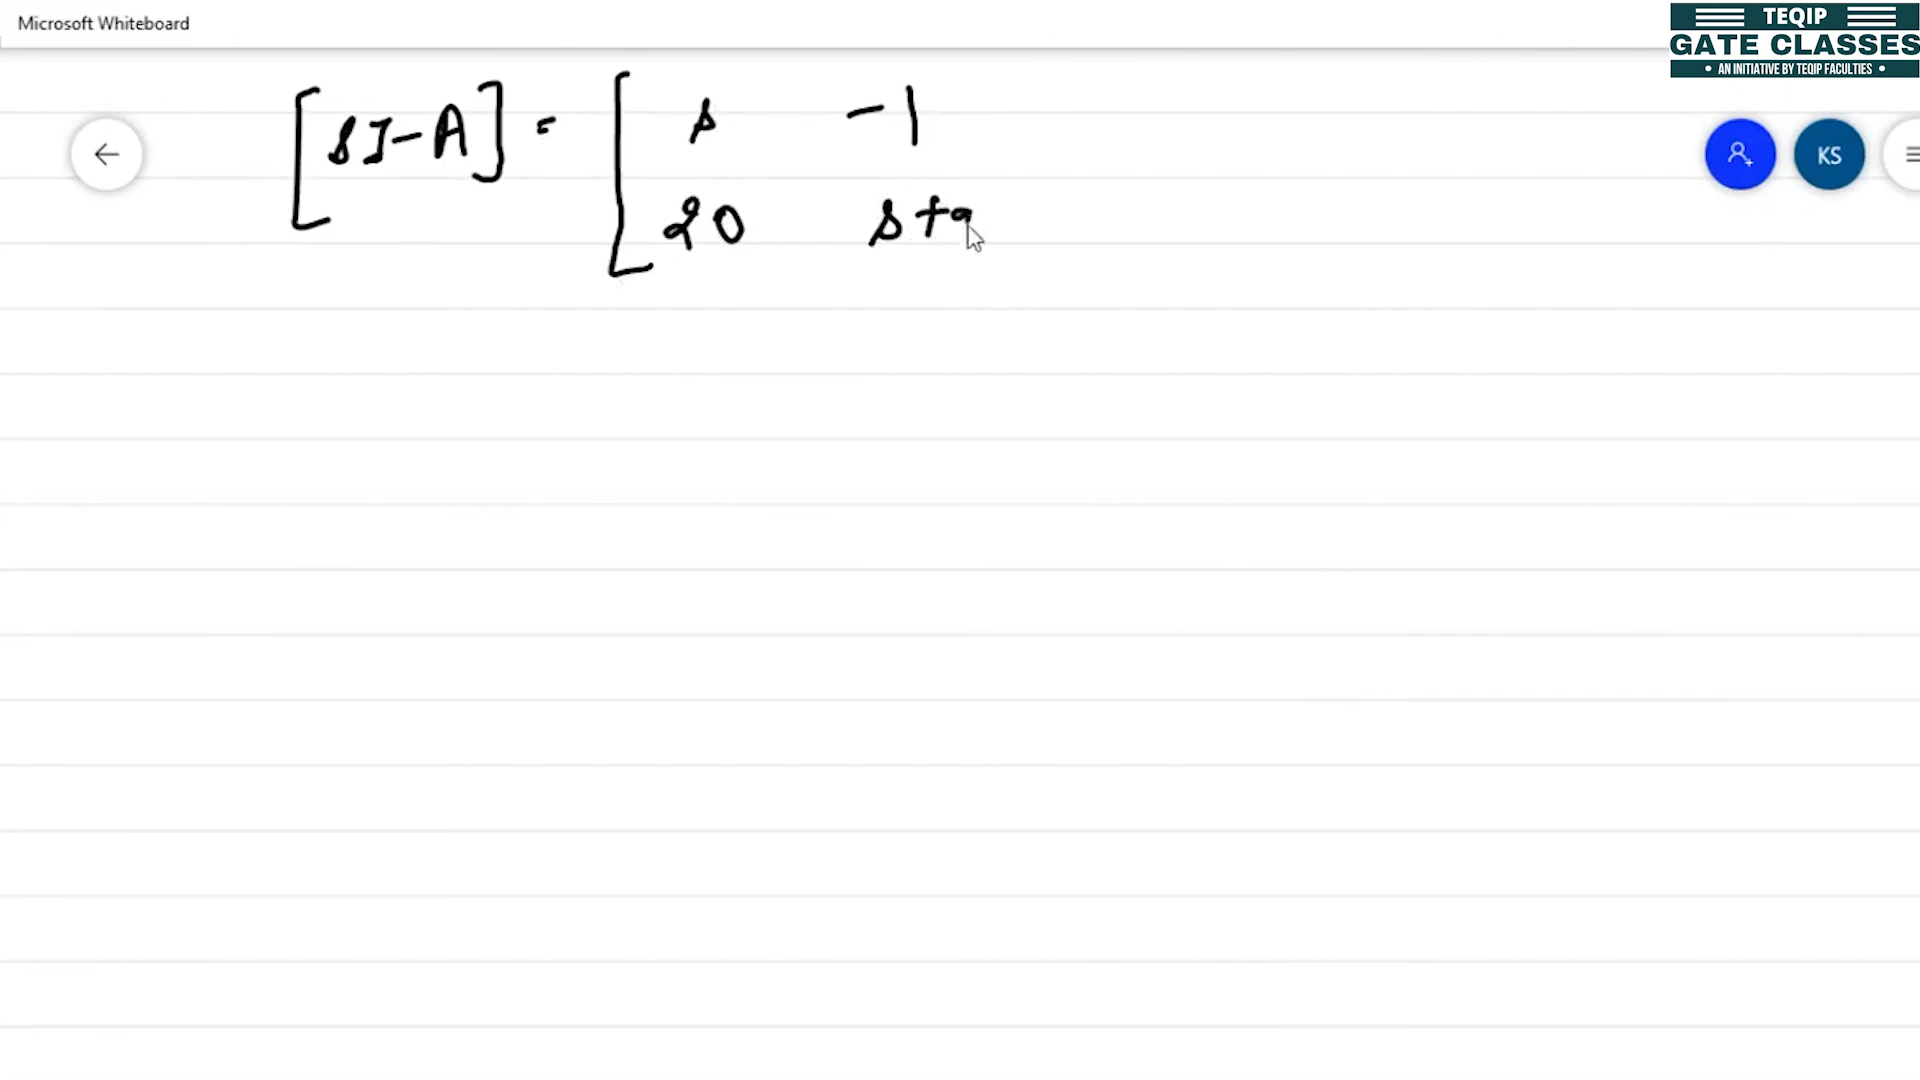 Microsoft Whiteboard
TEQIP
GATE CLASSES
• AN INITIATIVE BY TEQIP FACULTIES •
[SI-A] = [ s -1
20 s+9
KS